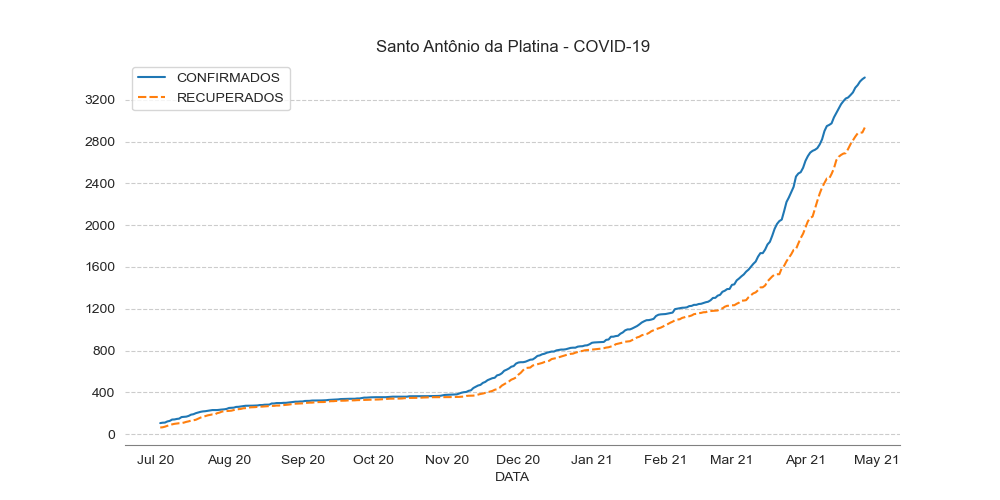 Santo Antônio da Platina - COVID-19
CONFIRMADOS
RECUPERADOS
3200
2800
2400
2000
1600
1200
800
400
0
Jul 20 Aug 20 Sep 20 Oct 20 Nov 20 Dec 20 Jan 21 Feb 21 Mar 21 Apr 21 May 21
DATA